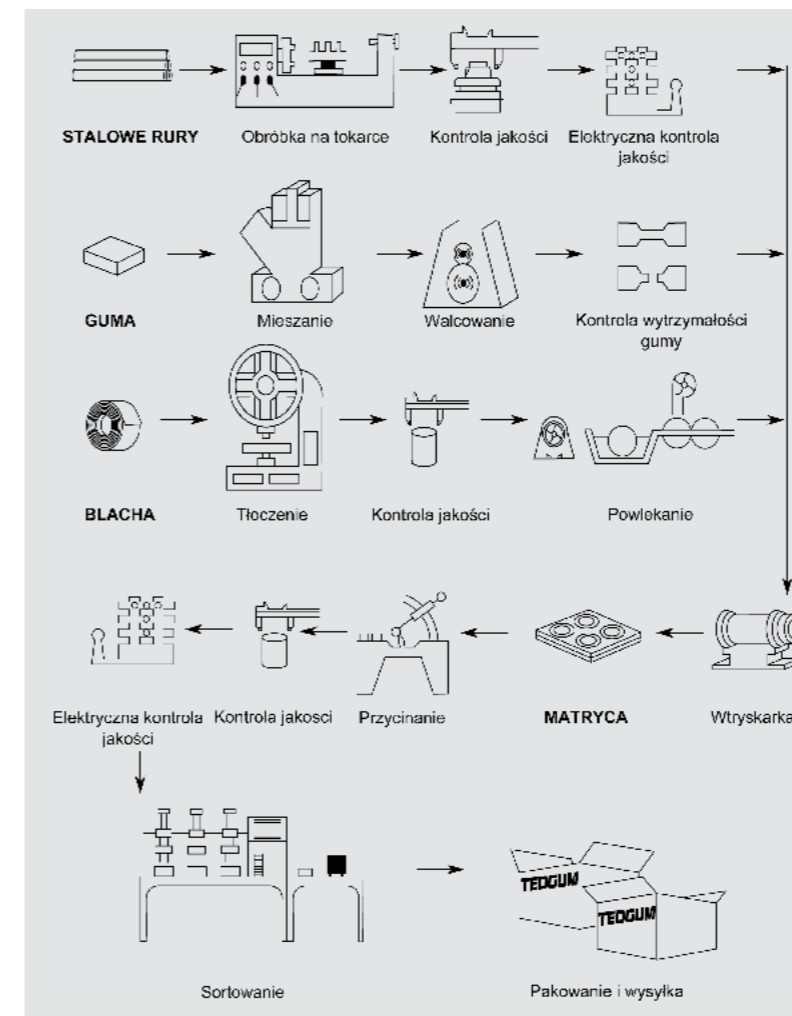 STALOWE RURY
Obróbka na tokarce
Kontrola jakości
Elektryczna kontrola
jakości
GUMA
Mieszanie
Walcowanie
Kontrola wytrzymałości
gumy
BLACHA
Tłoczenie
Kontrola jakości
Powlekanie
Elektryczna kontrola
jakości
Kontrola jakosci
Przycinanie
MATRYCA
Wtryskarka
TEDGUM
TEDGUM
Sortowanie
Pakowanie i wysyłka